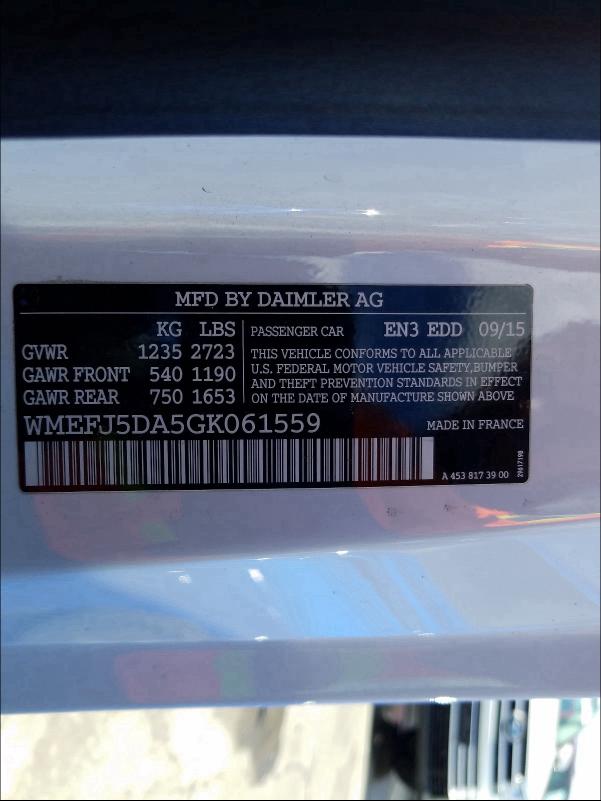 MFD BY DAIMLER AG
KG LBS PASSENGER CAR EN3 EDD 09/15
GVWR 1235 2723 THIS VEHICLE CONFORMS TO ALL APPLICABLE
GAWR FRONT 540 1190 U.S. FEDERAL MOTOR VEHICLE SAFETY,BUMPER
GAWR REAR 750 1653 AND THEFT PREVENTION STANDARDS IN EFFECT
ON THE DATE OF MANUFACTURE SHOWN ABOVE
WMEFJ5DA5GK061559 MADE IN FRANCE
A 453 817 39 00